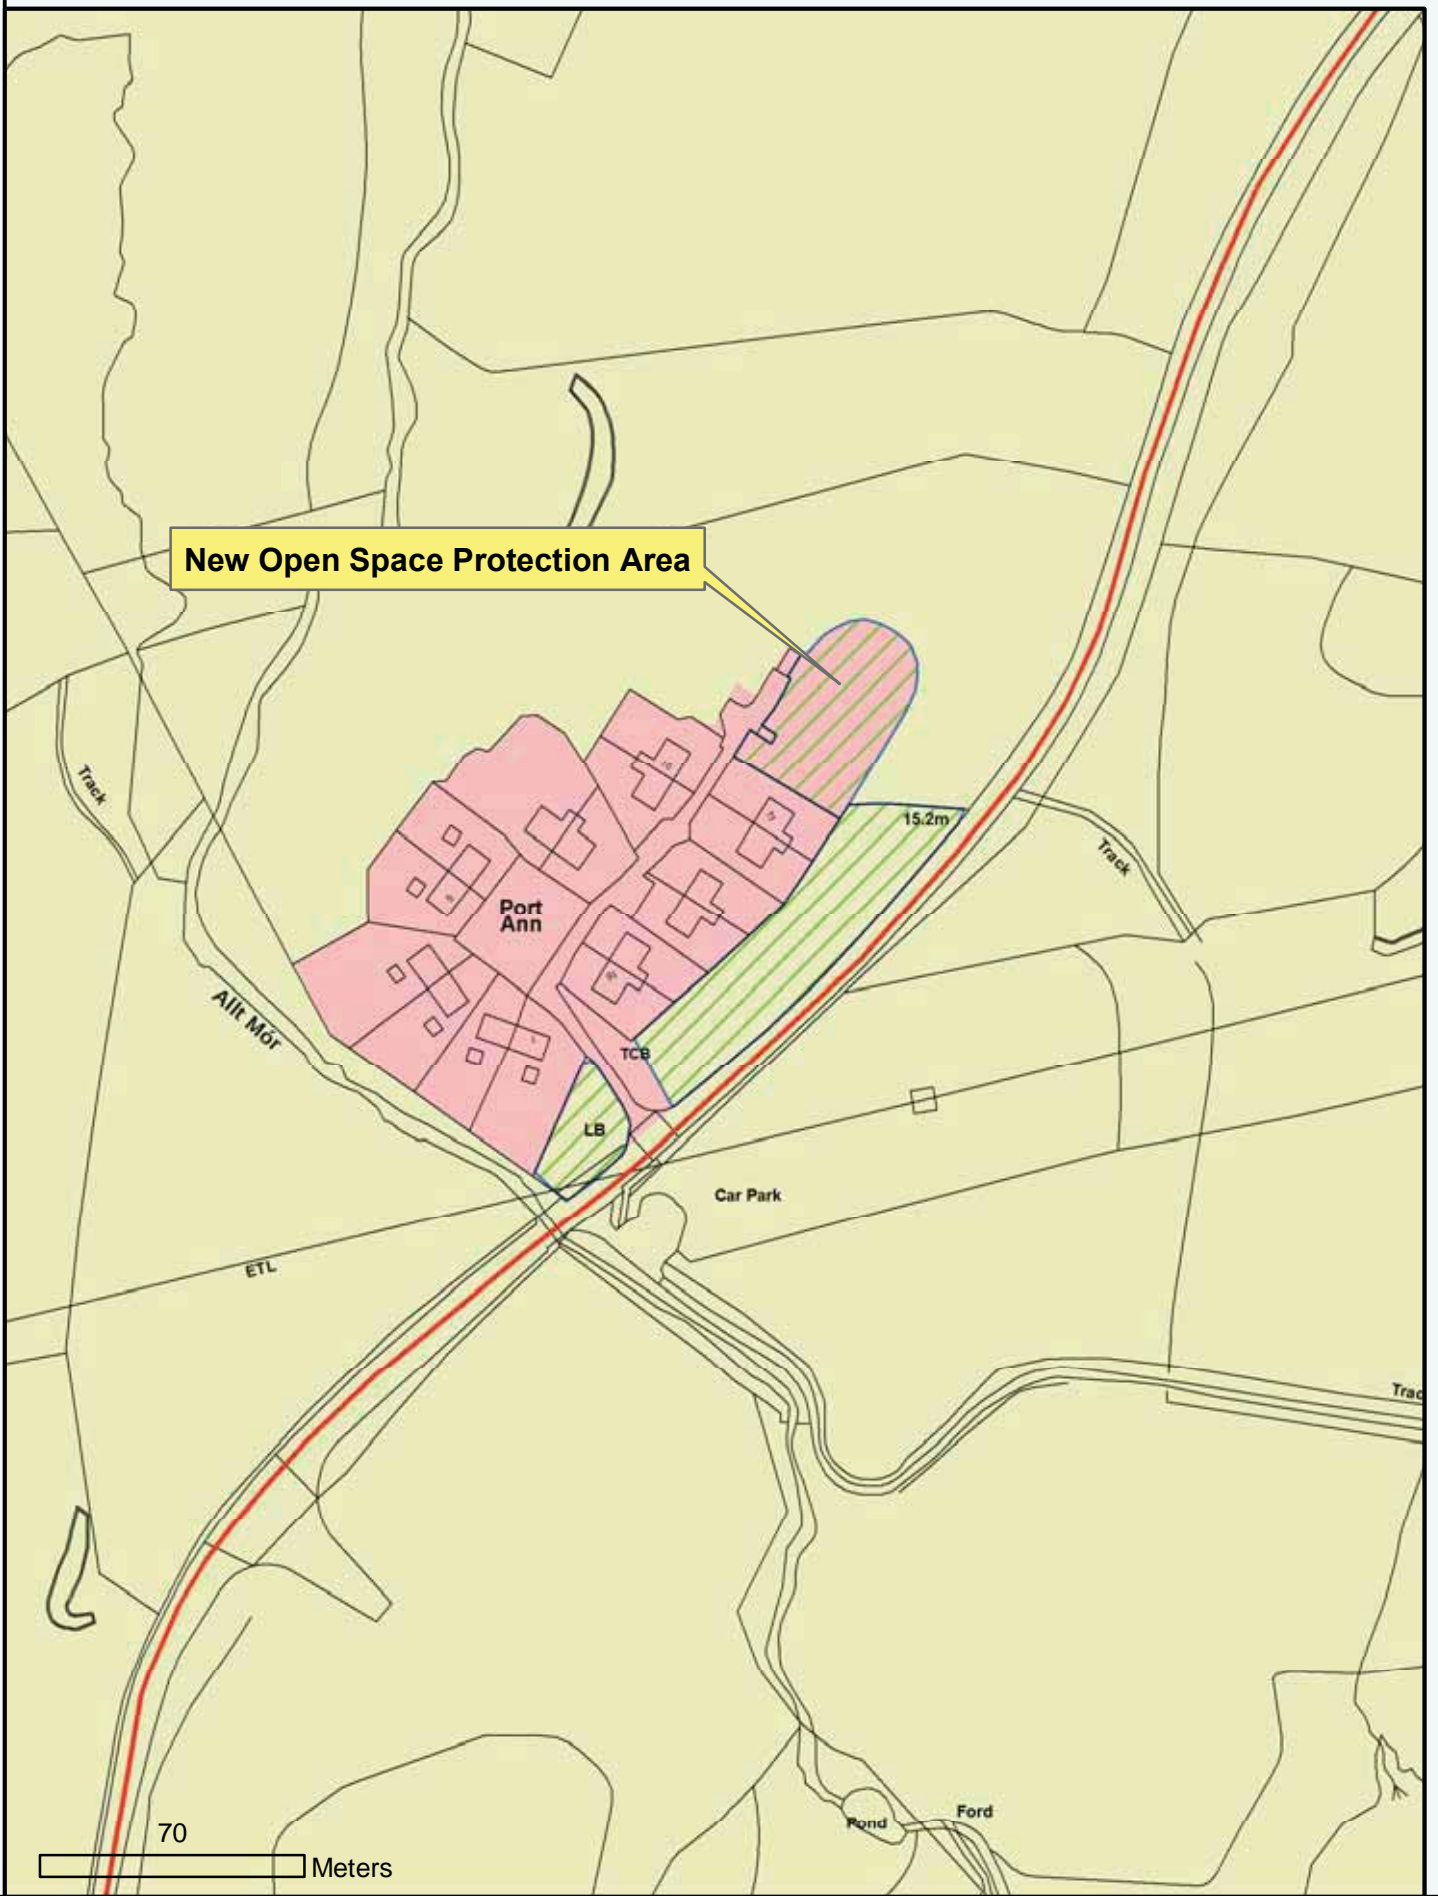 New Open Space Protection Area
Track
15.2m
Track
Port
Ann
Allt Mór
TCB
LB
Car Park
ETL
Trac
Ford
Pond
70
Meters